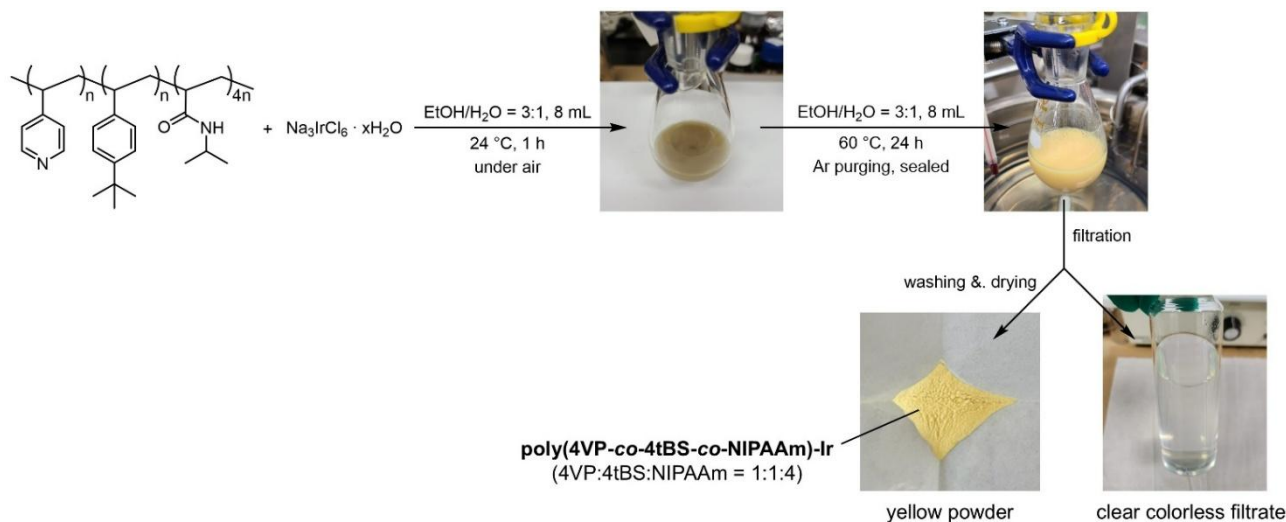 n
n
4n
O
NH
N
+ Na₃IrCl₆ · xH₂O
EtOH/H₂O = 3:1, 8 mL
24 °C, 1 h
under air
EtOH/H₂O = 3:1, 8 mL
60 °C, 24 h
Ar purging, sealed
filtration
washing &. drying
poly(4VP-co-4tBS-co-NIPAAm)-Ir
(4VP:4tBS:NIPAAm = 1:1:4)
yellow powder
clear colorless filtrate